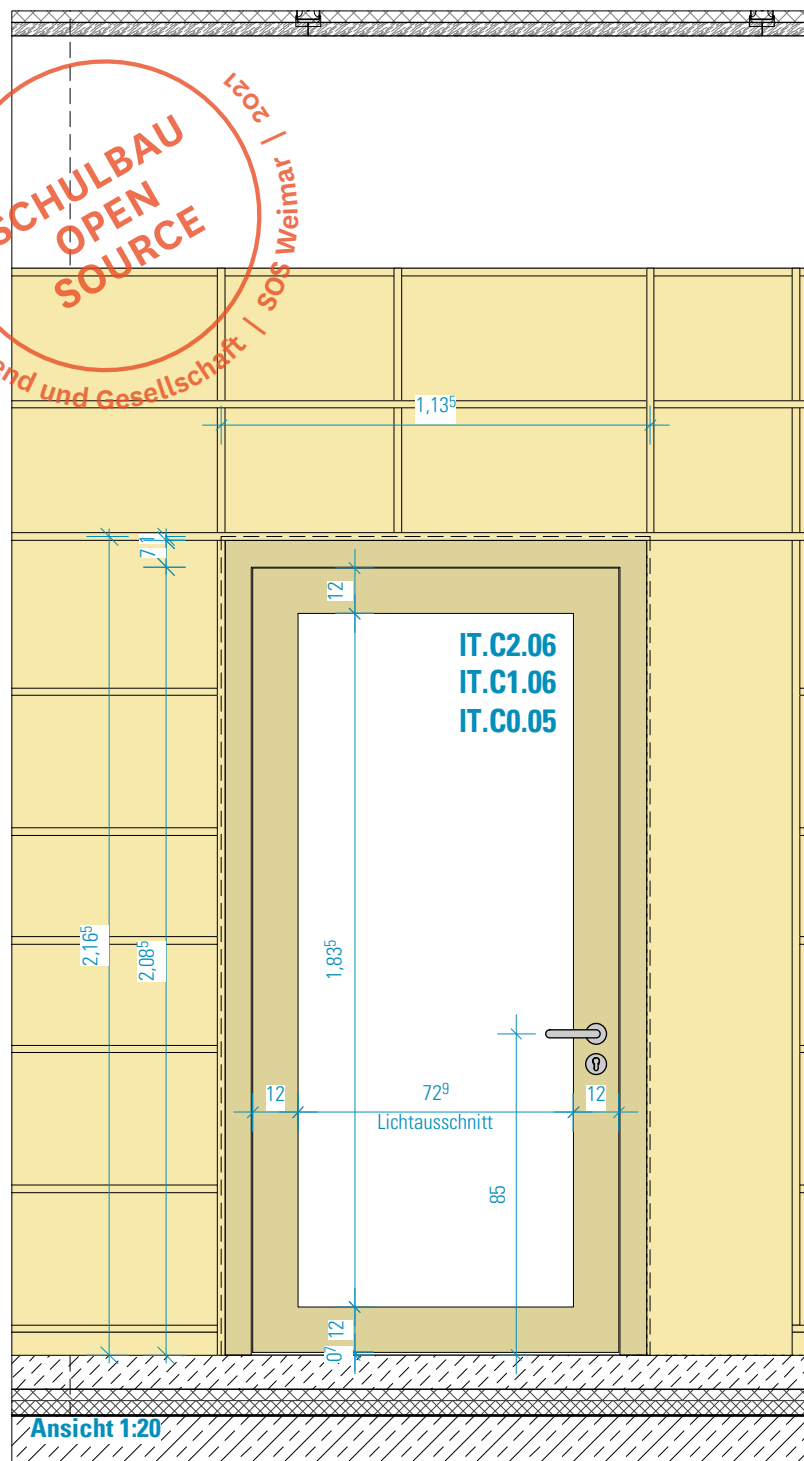 2021
SCHULBAU
OPEN
SOURCE
end und Gesellschaft | SOS Weimar |
1,13⁵
7 1
12
IT.C2.06
IT.C1.06
IT.C0.05
2,16⁵
2,08⁵
1,83⁵
12
72⁹
12
Lichtausschnitt
85
12
0⁷
Ansicht 1:20